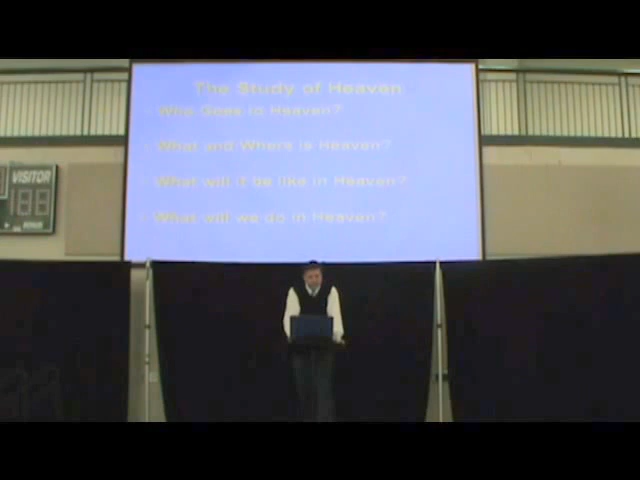 The Study of Heaven
• Who Goes to Heaven?
• What and Where is Heaven?
• What will it be like in Heaven?
• What will we do in Heaven?
VISITOR